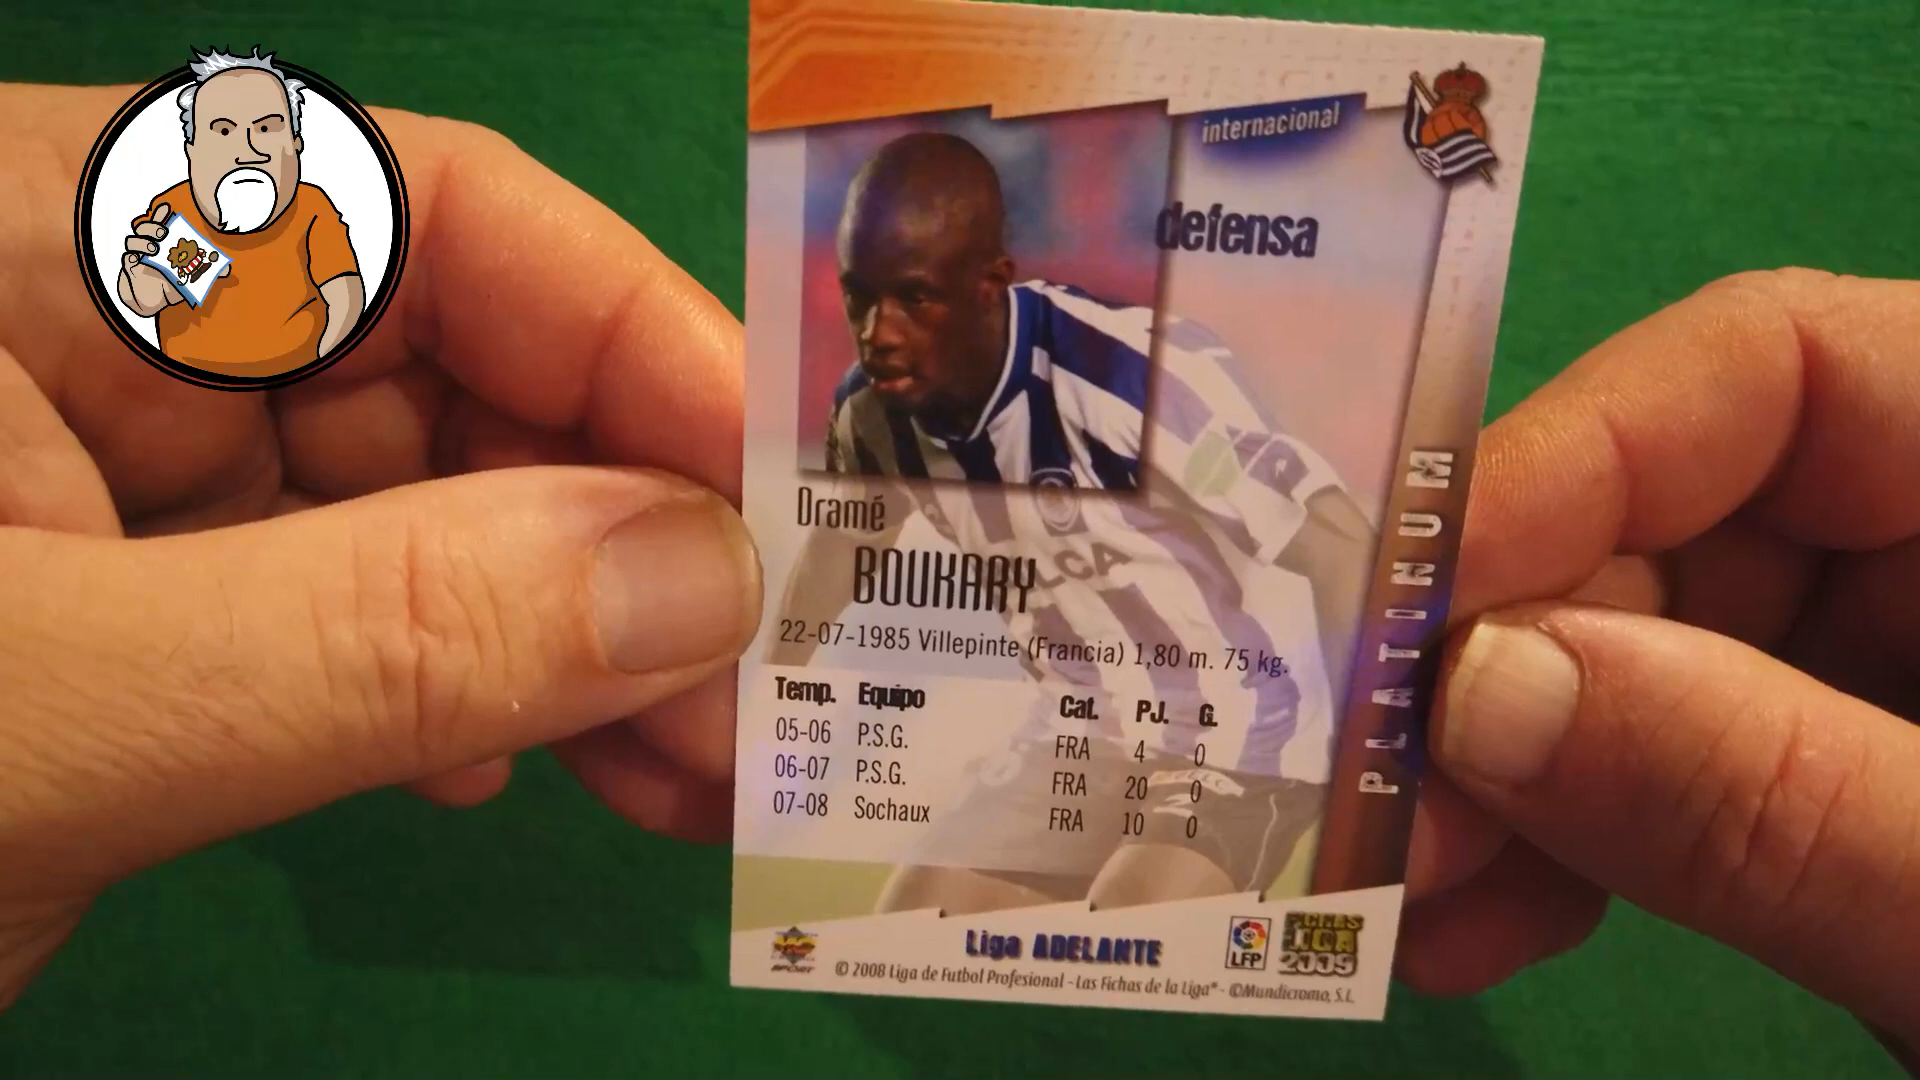 internacional
defensa
Dramé
BOUKARY
22-07-1985 Villepinte (Francia) 1,80 m. 75 kg.
Temp. Equipo Cat. PJ. G.
05-06 P.S.G. FRA 4 0
06-07 P.S.G. FRA 20 0
07-08 Sochaux FRA 10 0
PLATINUM
Liga ADELANTE
LFP
FICHAS
LIGA
2009
SPORT
© 2008 Liga de Futbol Profesional - Las Fichas de la Liga® - ©Mundicromo, S.L.